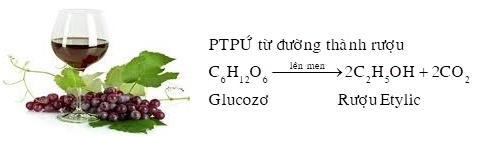 PTPỨ từ đường thành rượu
C₆H₁₂O₆ —lên men→ 2C₂H₅OH + 2CO₂
Glucozơ Rượu Etylic